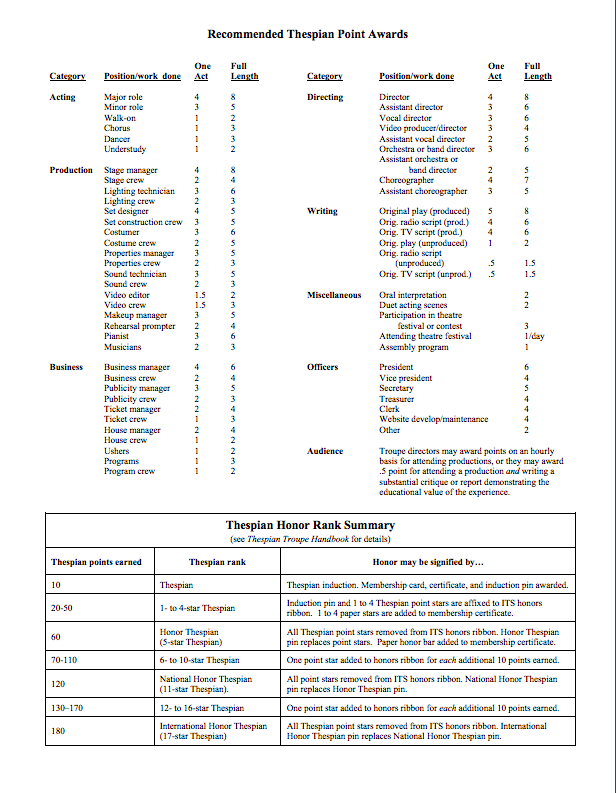 Recommended Thespian Point Awards
One Full
Category Position/work done Act Length
Acting Major role 4 8
Minor role 3 5
Walk-on 1 2
Chorus 1 3
Dancer 1 3
Understudy 1 2
Production Stage manager 4 8
Stage crew 2 4
Lighting technician 3 6
Lighting crew 2 3
Set designer 4 5
Set construction crew 3 5
Costumer 3 6
Costume crew 2 5
Properties manager 3 5
Properties crew 2 3
Sound technician 3 5
Sound crew 2 3
Video editor 1.5 2
Video crew 1.5 3
Makeup manager 3 5
Rehearsal prompter 2 4
Pianist 3 6
Musicians 2 3
Business Business manager 4 6
Business crew 2 4
Publicity manager 3 5
Publicity crew 2 3
Ticket manager 2 4
Ticket crew 1 3
House manager 2 4
House crew 1 2
Ushers 1 2
Programs 1 3
Program crew 1 2
One Full
Category Position/work done Act Length
Directing Director 4 8
Assistant director 3 6
Vocal director 3 6
Video producer/director 3 4
Assistant vocal director 2 5
Orchestra or band director 3 6
Assistant orchestra or
band director 2 5
Choreographer 4 7
Assistant choreographer 3 5
Writing Original play (produced) 5 8
Orig. radio script (prod.) 4 6
Orig. TV script (prod.) 4 6
Orig. play (unproduced) 1 2
Orig. radio script
(unproduced) .5 1.5
Orig. TV script (unprod.) .5 1.5
Miscellaneous Oral interpretation 2
Duet acting scenes 2
Participation in theatre
festival or contest 3
Attending theatre festival 1/day
Assembly program 1
Officers President 6
Vice president 4
Secretary 5
Treasurer 4
Clerk 4
Website develop/maintenance 4
Other 2
Audience Troupe directors may award points on an hourly
basis for attending productions, or they may award
.5 point for attending a production and writing a
substantial critique or report demonstrating the
educational value of the experience.
Thespian Honor Rank Summary
(see Thespian Troupe Handbook for details)
Thespian points earned Thespian rank Honor may be signified by…
10 Thespian Thespian induction. Membership card, certificate, and induction pin awarded.
20-50 1- to 4-star Thespian Induction pin and 1 to 4 Thespian point stars are affixed to ITS honors
ribbon. 1 to 4 paper stars are added to membership certificate.
60 Honor Thespian All Thespian point stars removed from ITS honors ribbon. Honor Thespian
(5-star Thespian) pin replaces point stars. Paper honor bar added to membership certificate.
70-110 6- to 10-star Thespian One point star added to honors ribbon for each additional 10 points earned.
120 National Honor Thespian All point stars removed from ITS honors ribbon. National Honor Thespian
(11-star Thespian). pin replaces Honor Thespian pin.
130–170 12- to 16-star Thespian One point star added to honors ribbon for each additional 10 points earned.
180 International Honor Thespian All Thespian point stars removed from ITS honors ribbon. International
(17-star Thespian) Honor Thespian pin replaces National Honor Thespian pin.